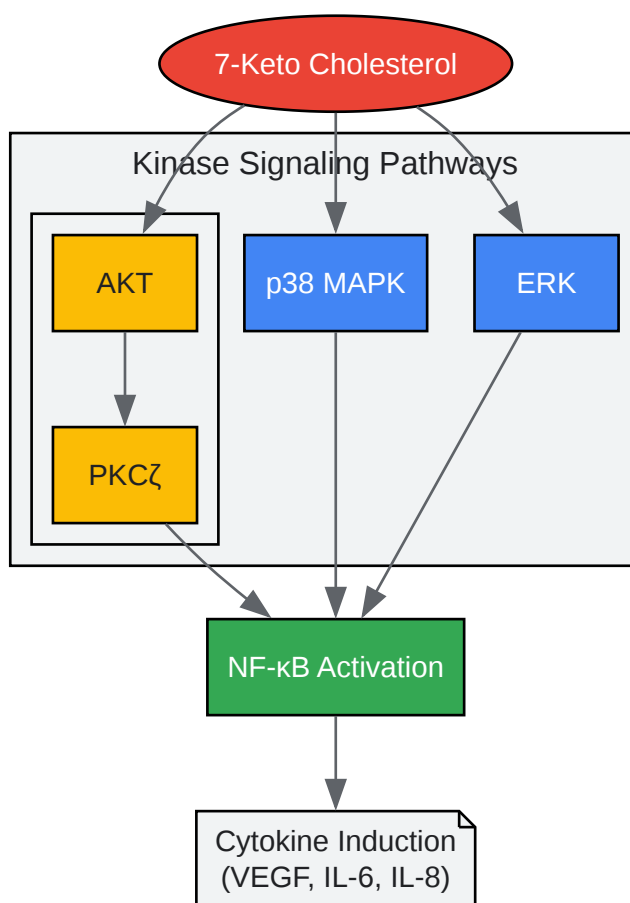 7-Keto Cholesterol
Kinase Signaling Pathways
AKT
p38 MAPK
ERK
PKCζ
NF-κB Activation
Cytokine Induction
(VEGF, IL-6, IL-8)